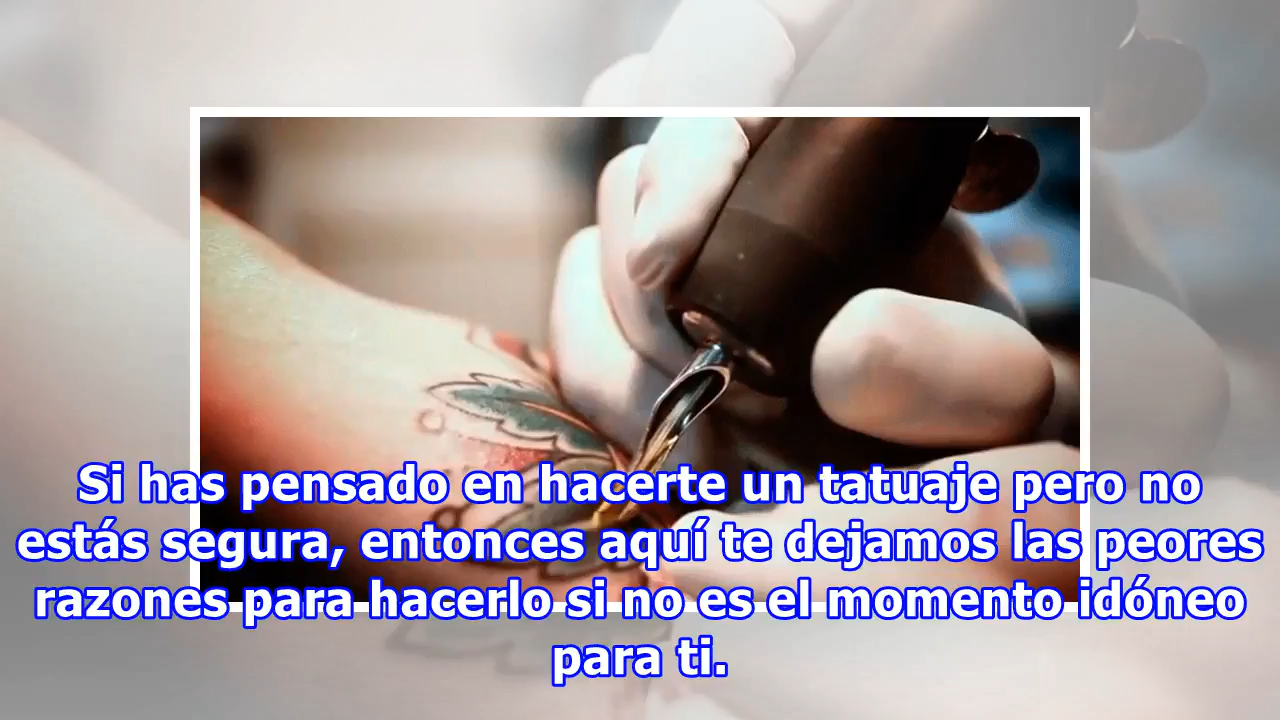 Si has pensado en hacerte un tatuaje pero no
estás segura, entonces aquí te dejamos las peores
razones para hacerlo si no es el momento idóneo
para ti.